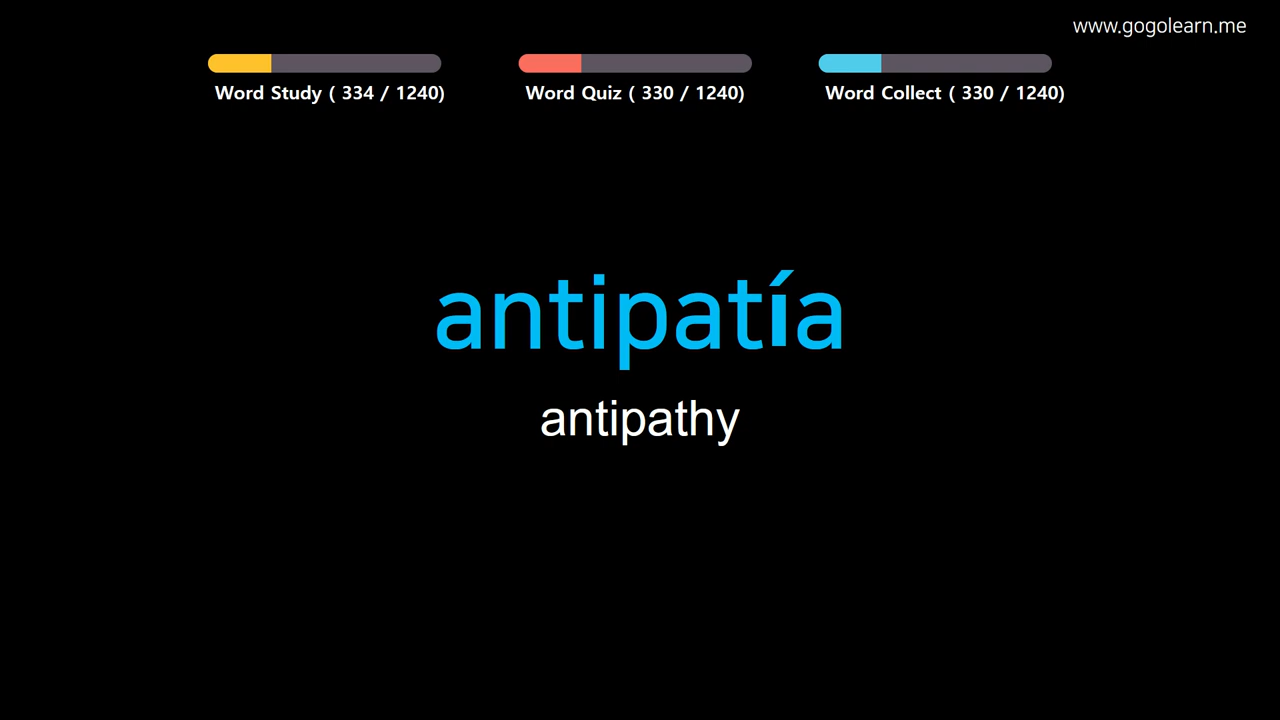 www.gogolearn.me
Word Study ( 334 / 1240)
Word Quiz ( 330 / 1240)
Word Collect ( 330 / 1240)
antipatía
antipathy